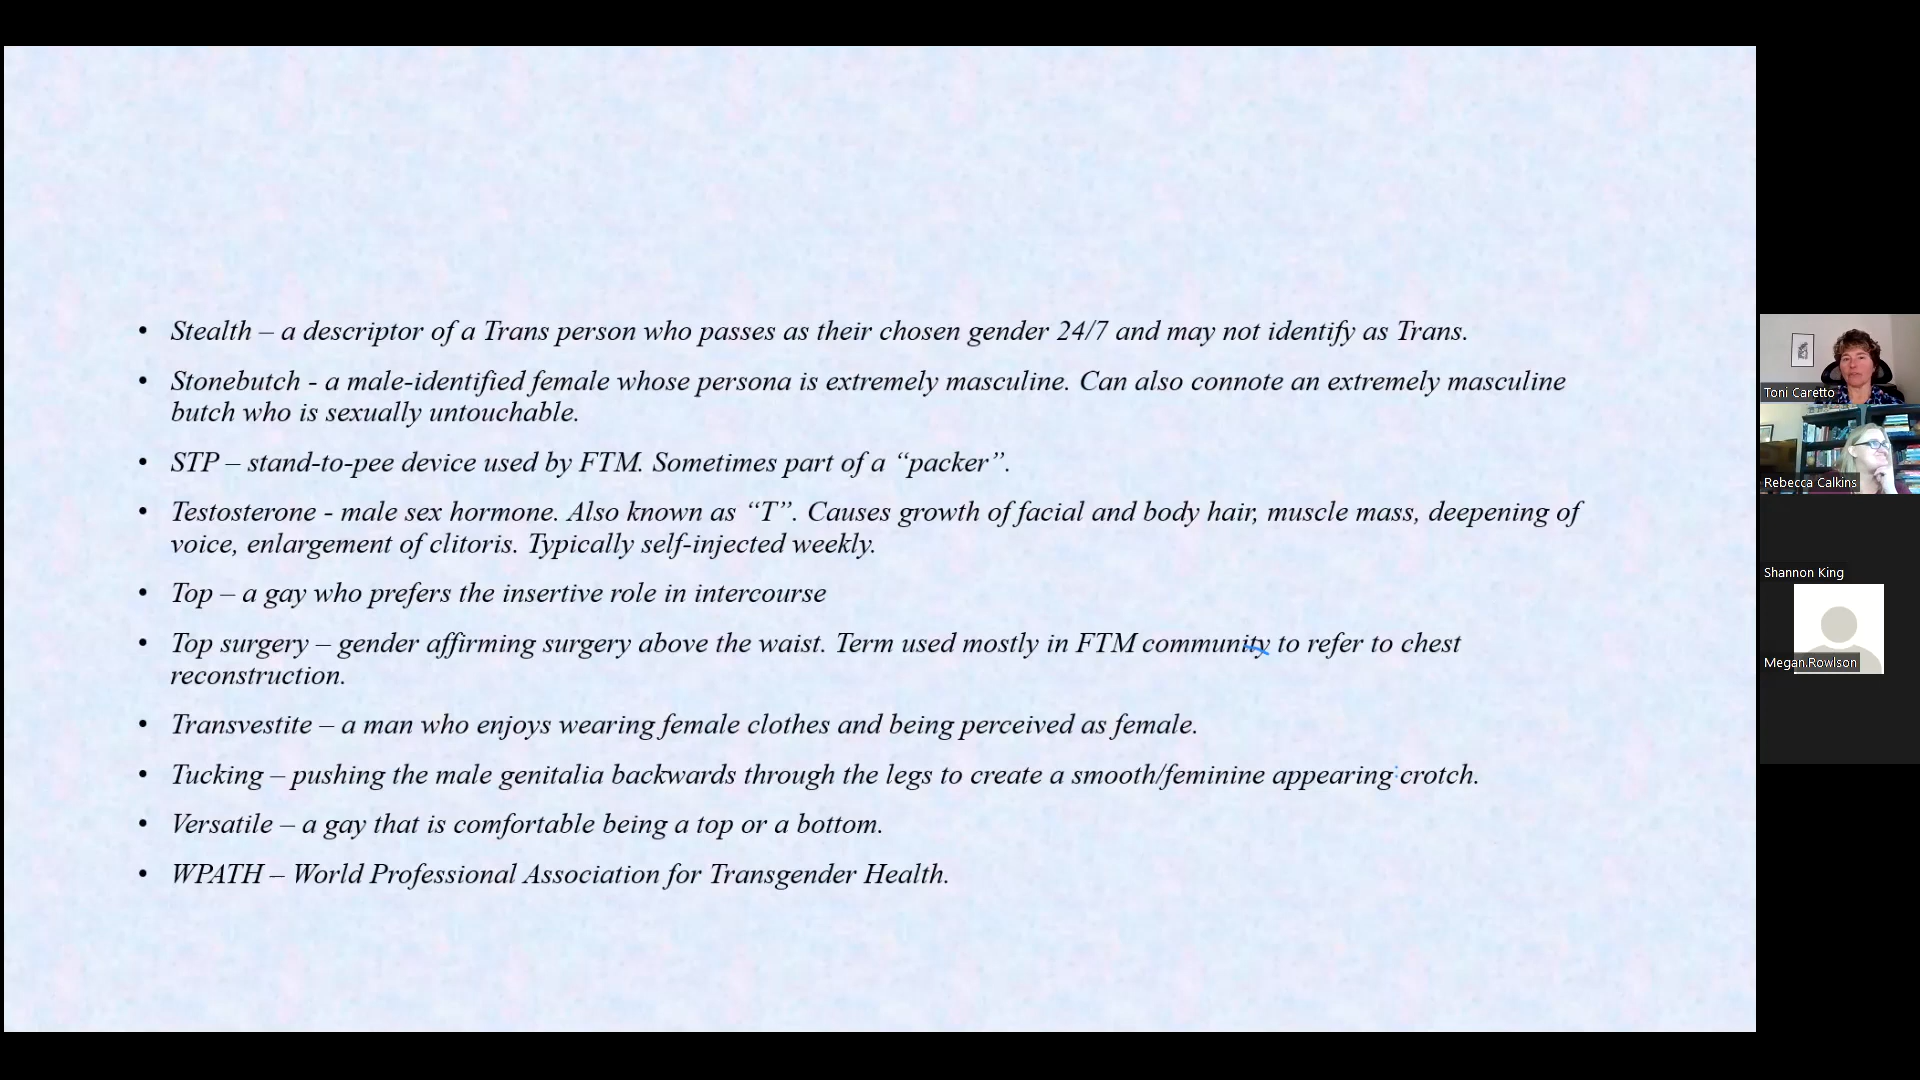 • Stealth – a descriptor of a Trans person who passes as their chosen gender 24/7 and may not identify as Trans.
• Stonebutch - a male-identified female whose persona is extremely masculine. Can also connote an extremely masculine
butch who is sexually untouchable.
• STP – stand-to-pee device used by FTM. Sometimes part of a “packer”.
• Testosterone - male sex hormone. Also known as “T”. Causes growth of facial and body hair, muscle mass, deepening of
voice, enlargement of clitoris. Typically self-injected weekly.
• Top – a gay who prefers the insertive role in intercourse
• Top surgery – gender affirming surgery above the waist. Term used mostly in FTM community to refer to chest
reconstruction.
• Transvestite – a man who enjoys wearing female clothes and being perceived as female.
• Tucking – pushing the male genitalia backwards through the legs to create a smooth/feminine appearing crotch.
• Versatile – a gay that is comfortable being a top or a bottom.
• WPATH – World Professional Association for Transgender Health.
Toni Caretto
Rebecca Calkins
Shannon King
Megan.Rowlson